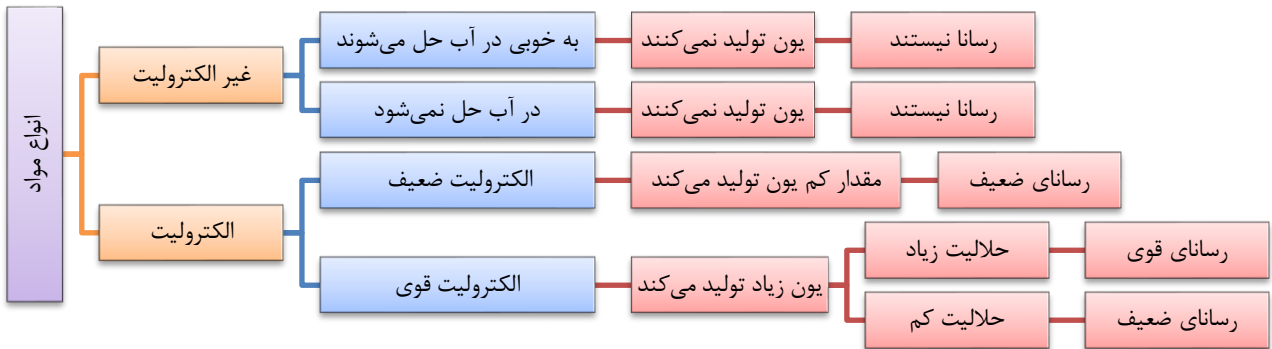 انواع مواد
غیر الکترولیت
به خوبی در آب حل می‌شوند
یون تولید نمی‌کنند
رسانا نیستند
در آب حل نمی‌شود
یون تولید نمی‌کنند
رسانا نیستند
الکترولیت
الکترولیت ضعیف
مقدار کم یون تولید می‌کند
رسانای ضعیف
الکترولیت قوی
یون زیاد تولید می‌کند
حلالیت زیاد
رسانای قوی
حلالیت کم
رسانای ضعیف